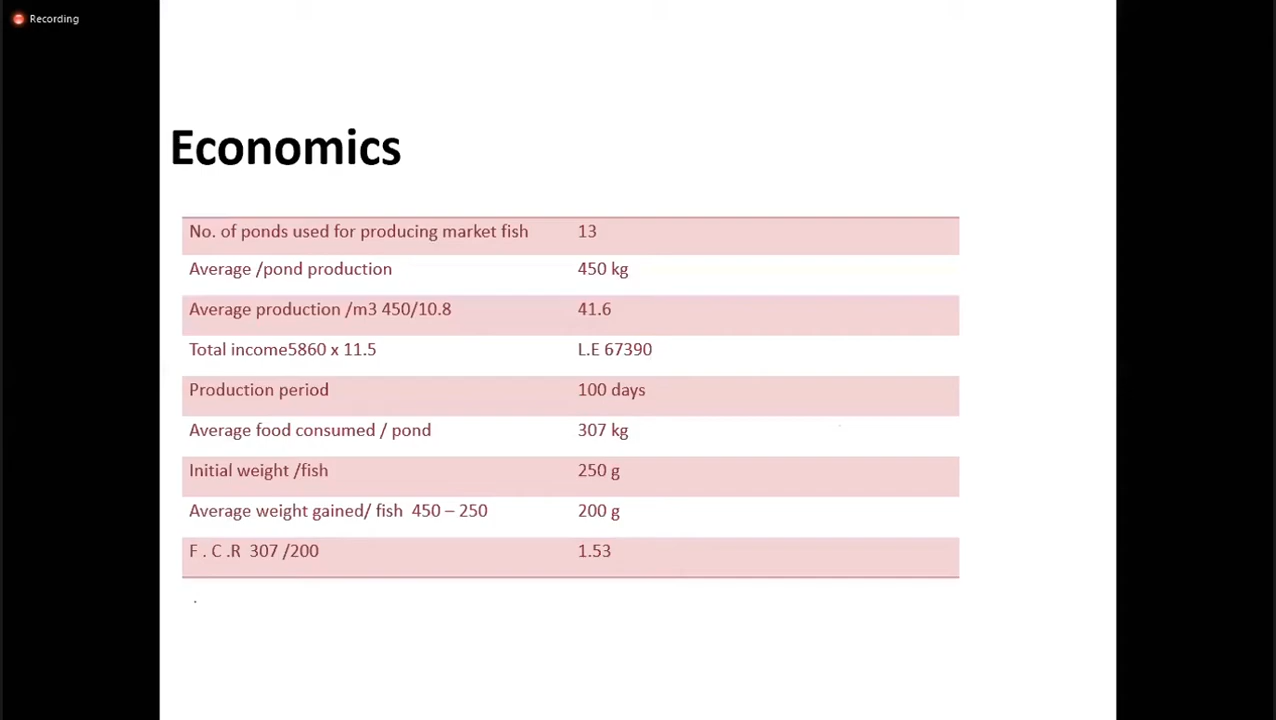 Recording
Economics
No. of ponds used for producing market fish 13
Average /pond production 450 kg
Average production /m3 450/10.8 41.6
Total income5860 x 11.5 L.E 67390
Production period 100 days
Average food consumed / pond 307 kg
Initial weight /fish 250 g
Average weight gained/ fish 450 – 250 200 g
F . C .R 307 /200 1.53
.